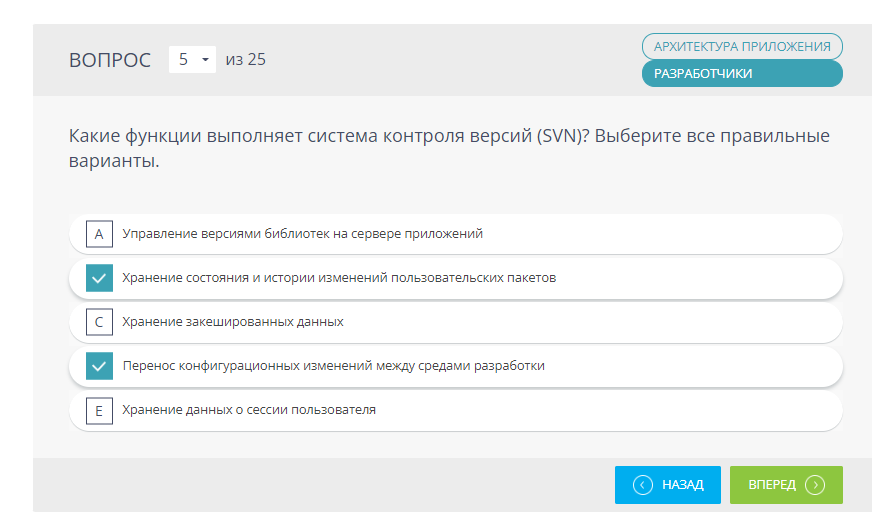 ВОПРОС 5 из 25
АРХИТЕКТУРА ПРИЛОЖЕНИЯ
РАЗРАБОТЧИКИ
Какие функции выполняет система контроля версий (SVN)? Выберите все правильные
варианты.
A Управление версиями библиотек на сервере приложений
Хранение состояния и истории изменений пользовательских пакетов
C Хранение закешированных данных
Перенос конфигурационных изменений между средами разработки
E Хранение данных о сессии пользователя
НАЗАД
ВПЕРЕД